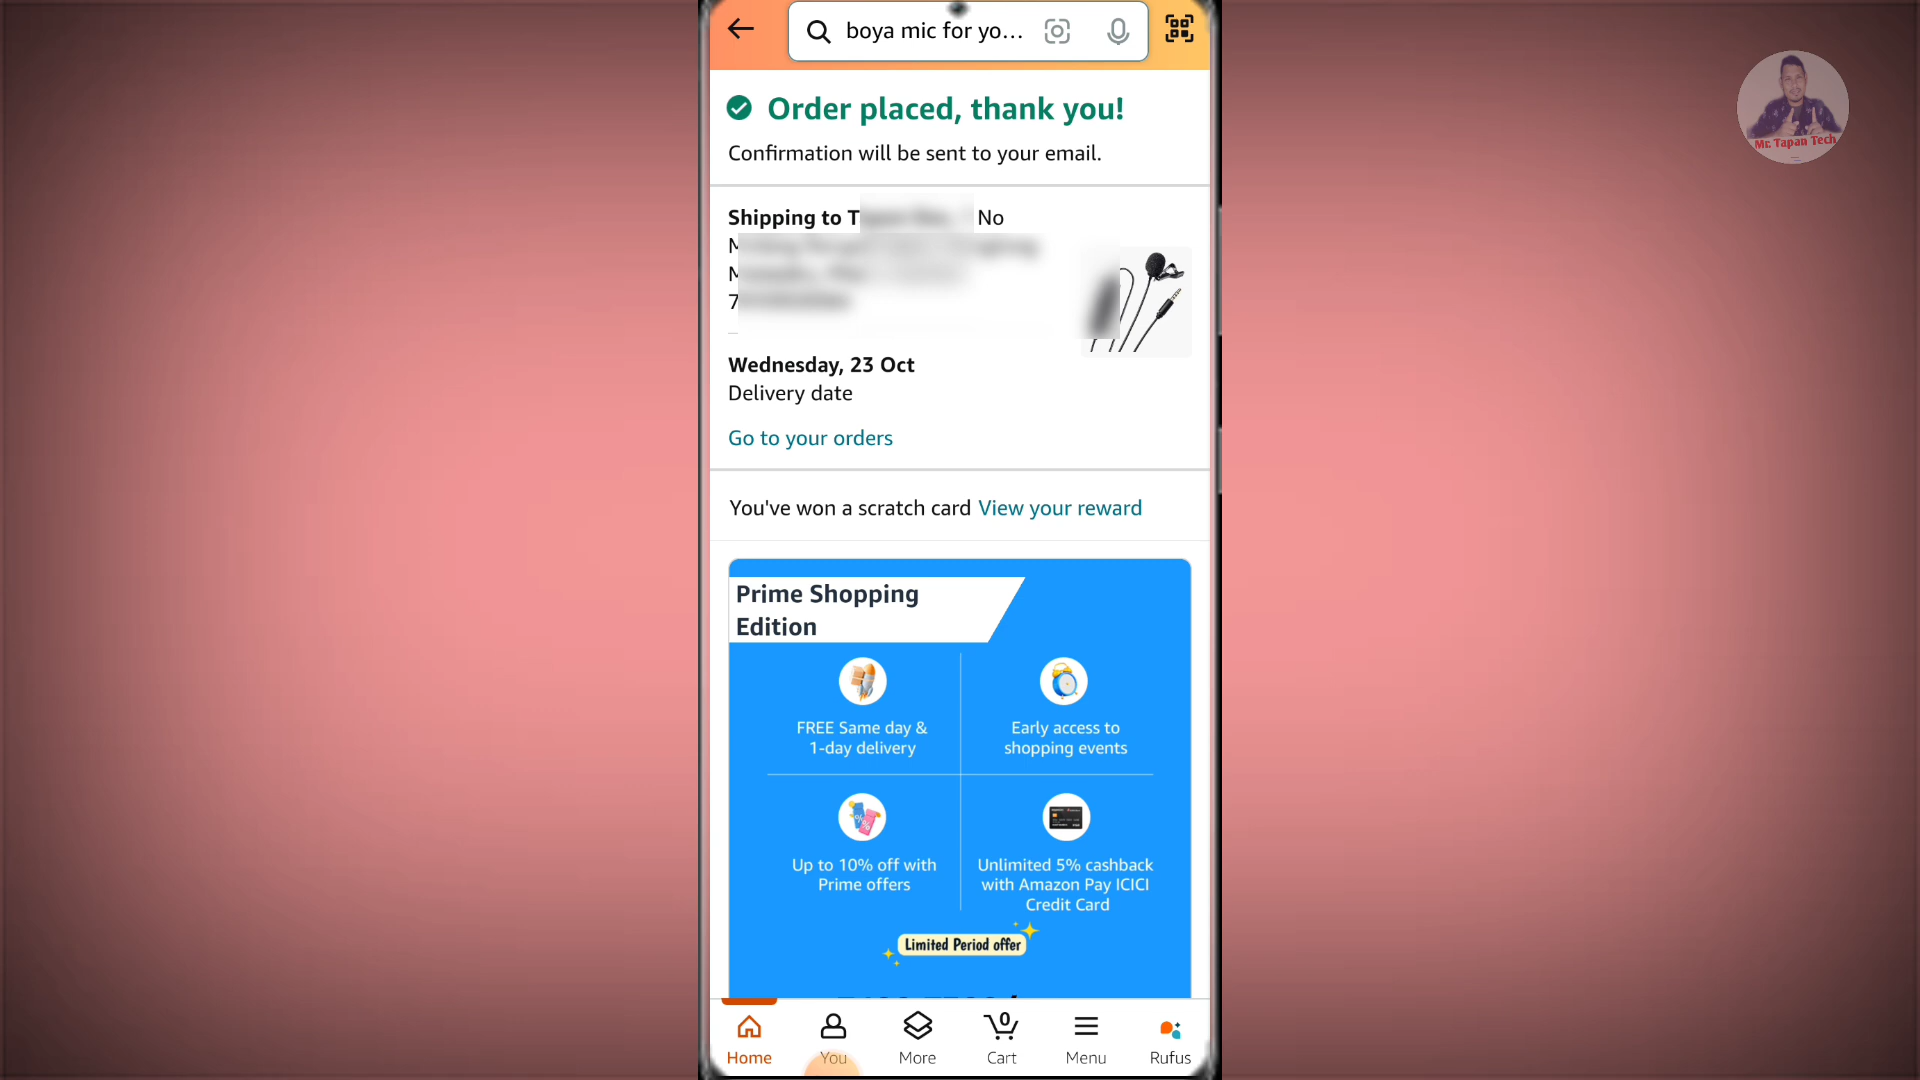 boya mic for yo...
Order placed, thank you!
Confirmation will be sent to your email.
Mr. Tapan Tech
Shipping to T No
M
M
7
Wednesday, 23 Oct
Delivery date
Go to your orders
You've won a scratch card View your reward
Prime Shopping
Edition
FREE Same day &
1-day delivery
Early access to
shopping events
Up to 10% off with
Prime offers
Unlimited 5% cashback
with Amazon Pay ICICI
Credit Card
Limited Period offer
0
Home You More Cart Menu Rufus